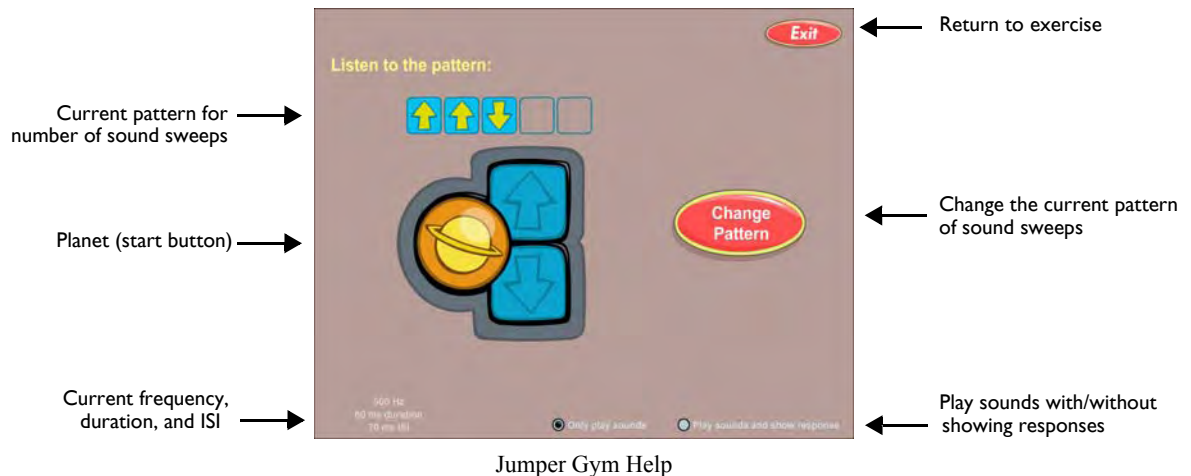 Exit
Return to exercise
Listen to the pattern:
Current pattern for
number of sound sweeps
Change
Pattern
Change the current pattern
of sound sweeps
Planet (start button)
Current frequency,
duration, and ISI
500 Hz
60 ms duration
70 ms ISI
Only play sounds
Play sounds and show response
Play sounds with/without
showing responses
Jumper Gym Help